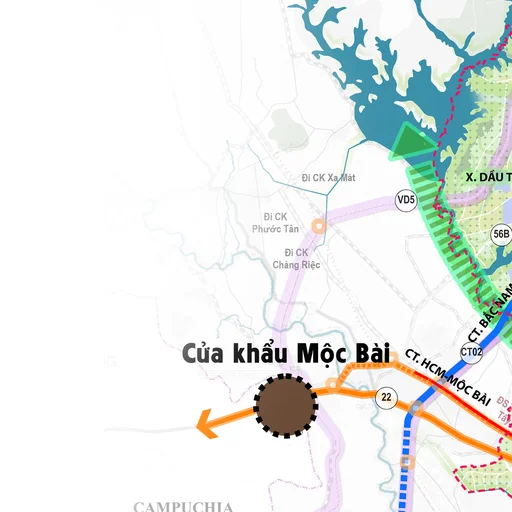 Đi CK Xa Mát
X. DẦU T
VD5
Đi CK
Phước Tân
56B
Đi CK
Chàng Riệc
CT. BẮC NAM
CT02
Cửa khẩu Mộc Bài
CT. HCM-MỘC BÀI
22
ĐS
CAMPUCHIA